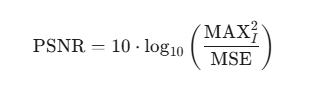 PSNR = 10 · log₁₀ (MAX_I² / MSE)